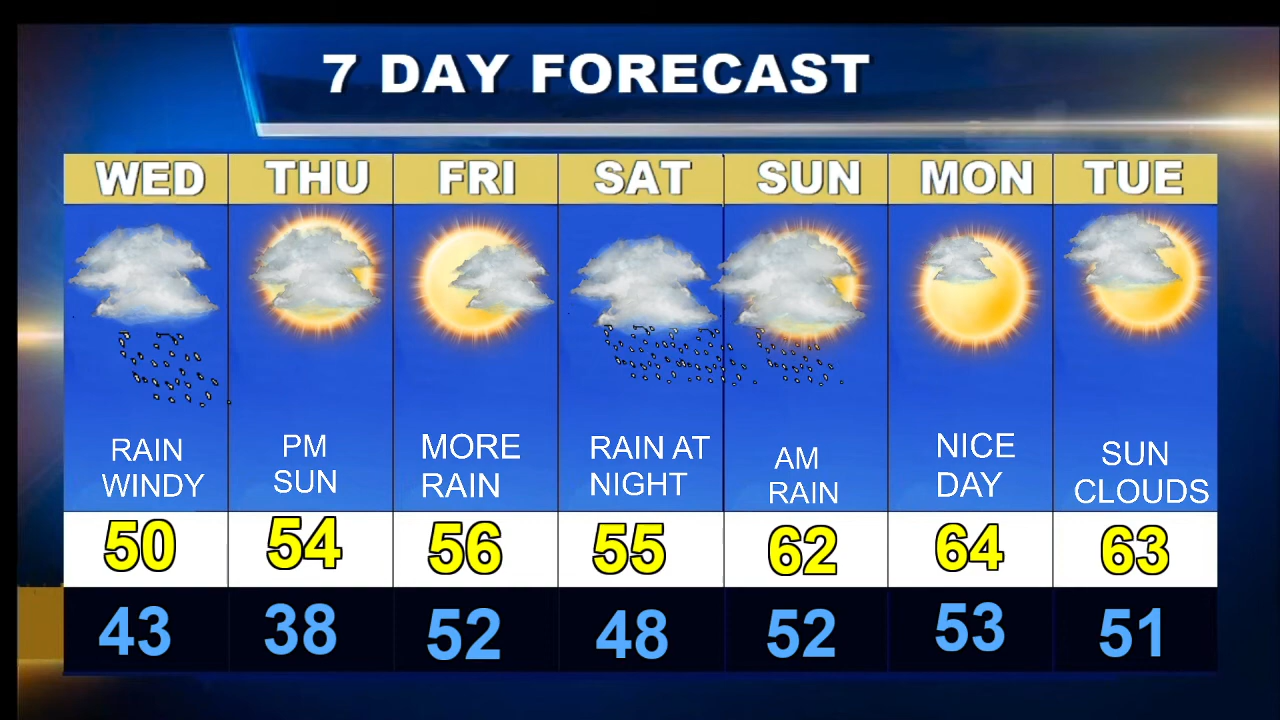 7 DAY FORECAST
WED THU FRI SAT SUN MON TUE
RAIN
WINDY
PM
SUN
MORE
RAIN
RAIN AT
NIGHT
AM
RAIN
NICE
DAY
SUN
CLOUDS
50 54 56 55 62 64 63
43 38 52 48 52 53 51